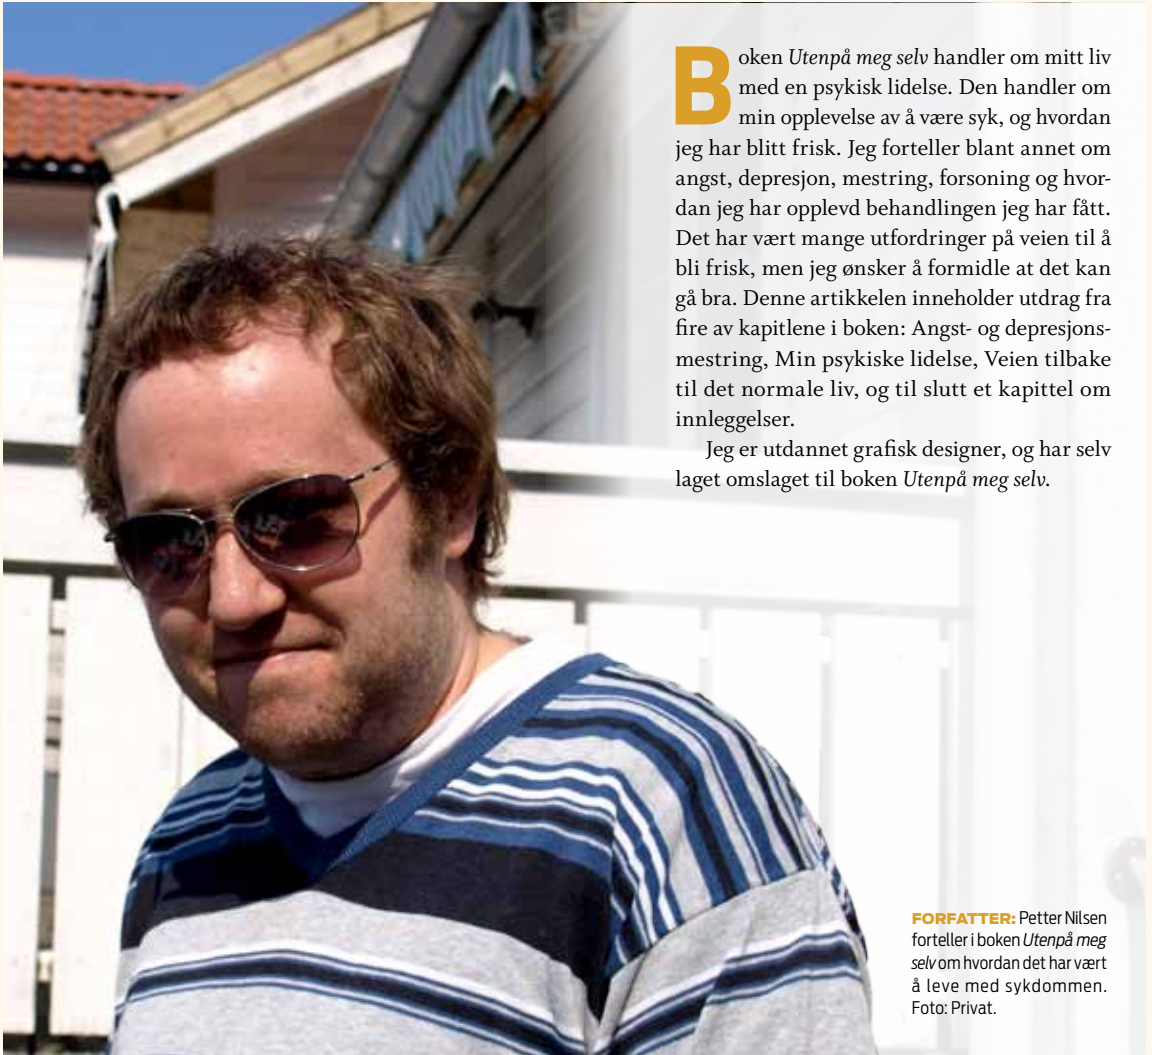 Boken Utenpå meg selv handler om mitt liv
med en psykisk lidelse. Den handler om
min opplevelse av å være syk, og hvordan
jeg har blitt frisk. Jeg forteller blant annet om
angst, depresjon, mestring, forsoning og hvor-
dan jeg har opplevd behandlingen jeg har fått.
Det har vært mange utfordringer på veien til å
bli frisk, men jeg ønsker å formidle at det kan
gå bra. Denne artikkelen inneholder utdrag fra
fire av kapitlene i boken: Angst- og depresjons-
mestring, Min psykiske lidelse, Veien tilbake
til det normale liv, og til slutt et kapittel om
innleggelser.
Jeg er utdannet grafisk designer, og har selv
laget omslaget til boken Utenpå meg selv.
FORFATTER: Petter Nilsen
forteller i boken Utenpå meg
selv om hvordan det har vært
å leve med sykdommen.
Foto: Privat.